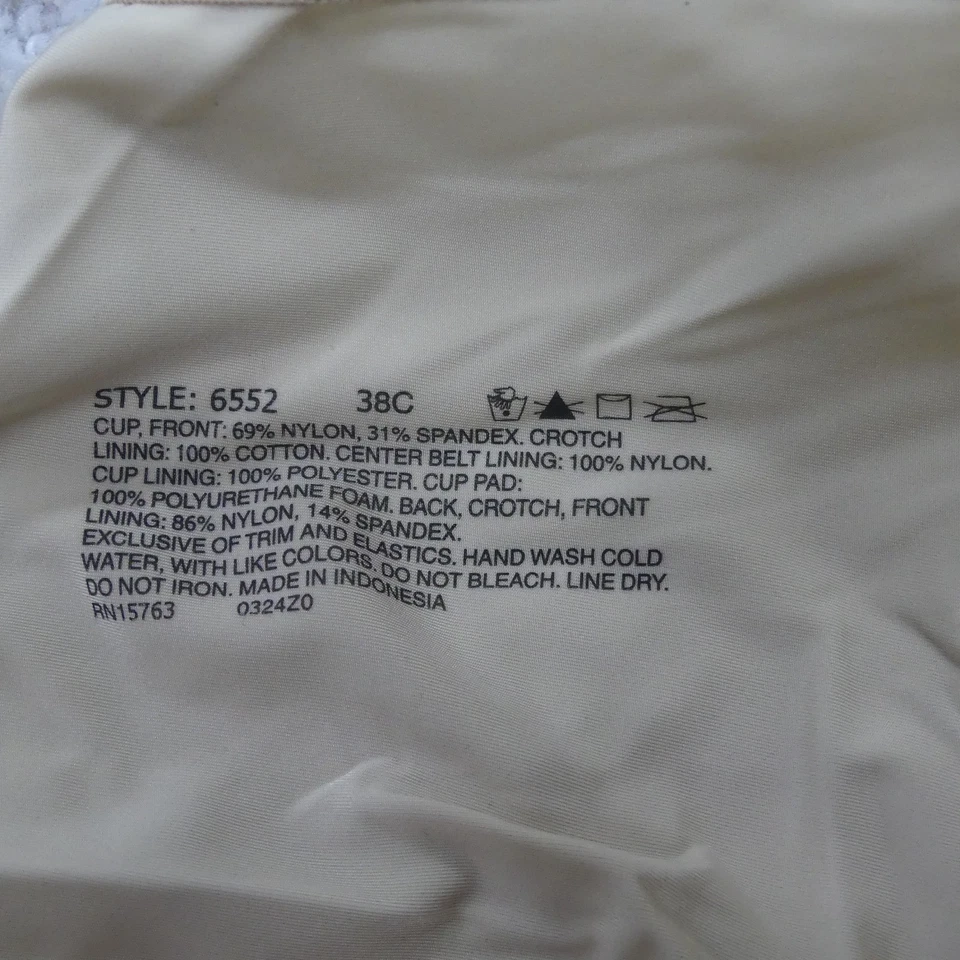 STYLE: 6552 38C
CUP, FRONT: 69% NYLON, 31% SPANDEX. CROTCH
LINING: 100% COTTON. CENTER BELT LINING: 100% NYLON.
CUP LINING: 100% POLYESTER. CUP PAD:
100% POLYURETHANE FOAM. BACK, CROTCH, FRONT
LINING: 86% NYLON, 14% SPANDEX.
EXCLUSIVE OF TRIM AND ELASTICS. HAND WASH COLD
WATER, WITH LIKE COLORS. DO NOT BLEACH. LINE DRY.
DO NOT IRON. MADE IN INDONESIA
RN15763 0324Z0